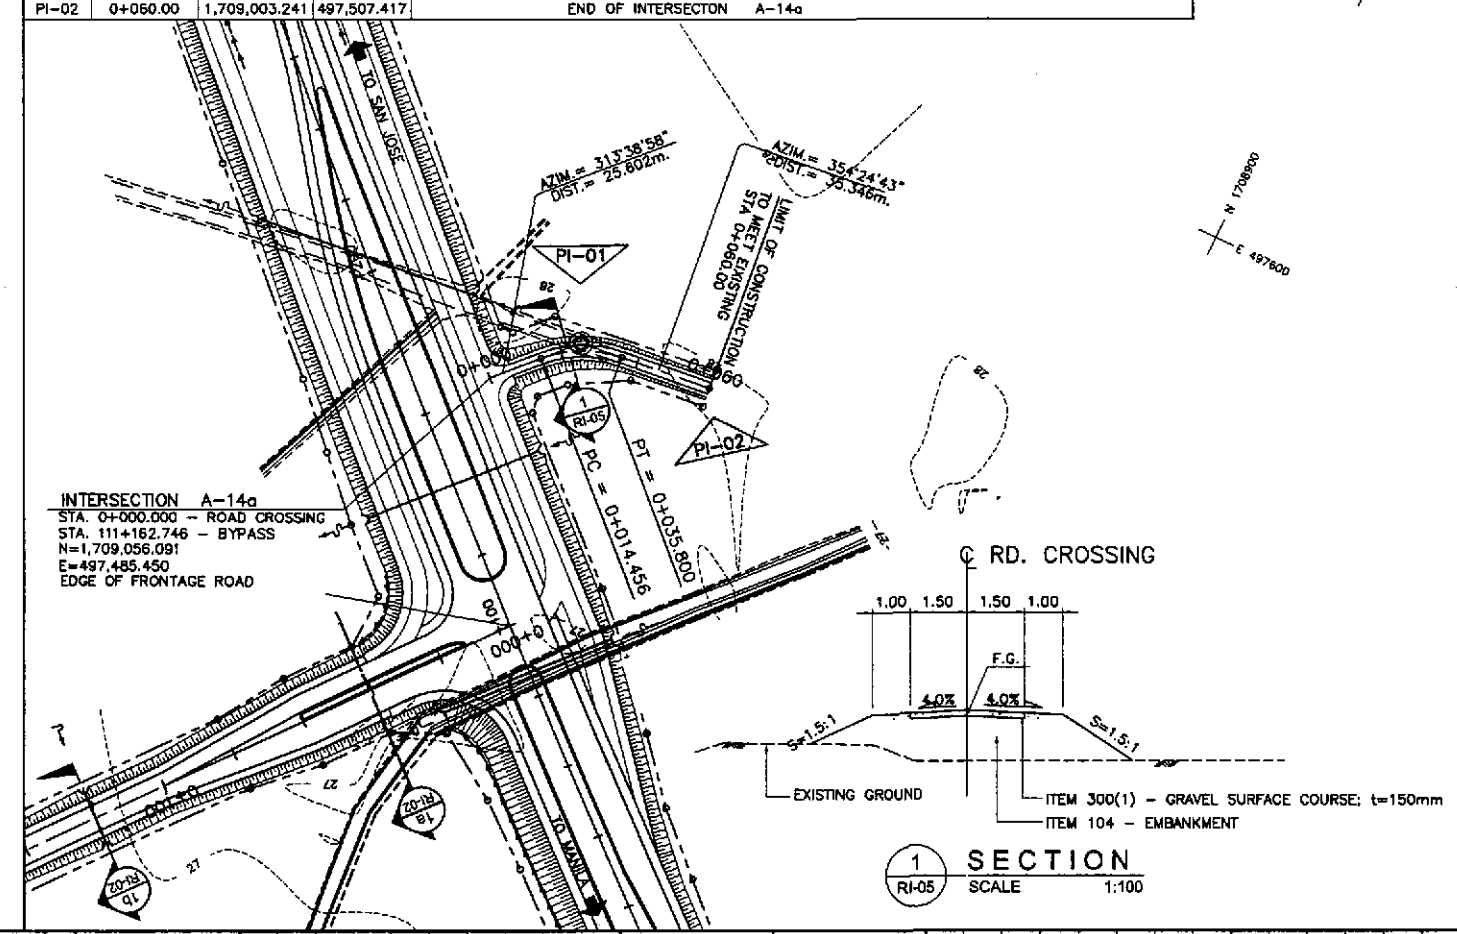 PI-02 0+060.00 1,709,003.241 497,507.417 END OF INTERSECTON A-14a
TO SAN JOSE
AZIM.= 313°38'58"
DIST.= 25.602m.
AZIM.= 354°24'43"
DIST.= 35.346m.
LIMIT OF CONSTRUCTION
TO MEET EXISTING
STA 0+060.00
N 1708900
E 497600
PI-01
28
0+000
0+060
28
1
RI-05
PI-02
PC = 0+014.456
PT = 0+035.800
INTERSECTION A-14a
STA. 0+000.000 - ROAD CROSSING
STA. 111+162.746 - BYPASS
N=1,709,056.091
E=497,485.450
EDGE OF FRONTAGE ROAD
0+000
27
℄ RD. CROSSING
1.00 1.50 1.50 1.00
F.G.
4.0% 4.0%
S=1.5:1
S=1.5:1
EXISTING GROUND
ITEM 300(1) - GRAVEL SURFACE COURSE; t=150mm
ITEM 104 - EMBANKMENT
1
RI-05
SECTION
SCALE 1:100
0+100
27
27
1a
RI-02
1b
RI-02
TO MANILA